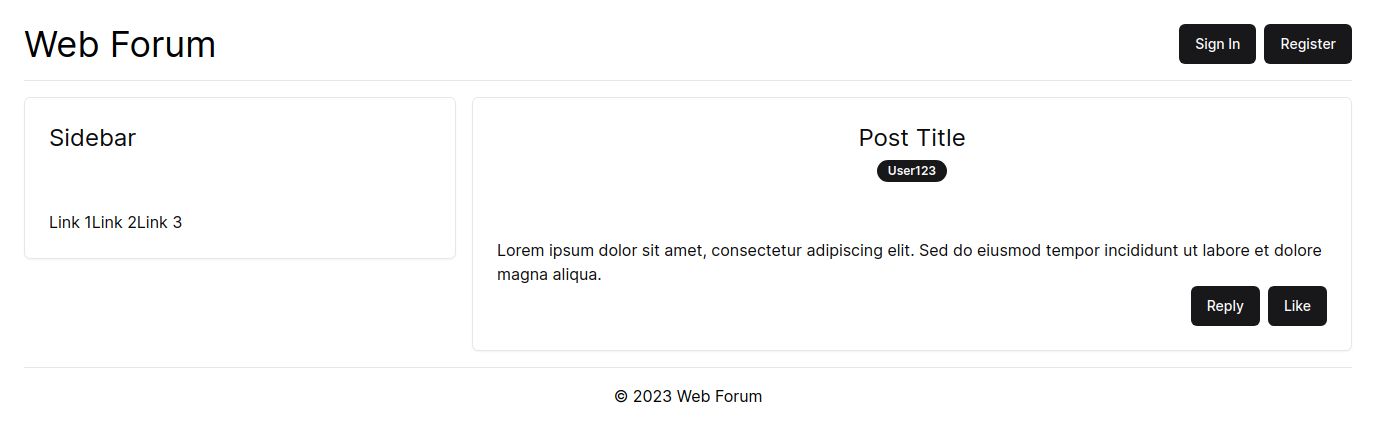 Web Forum
Sign In
Register
Sidebar
Link 1Link 2Link 3
Post Title
User123
Lorem ipsum dolor sit amet, consectetur adipiscing elit. Sed do eiusmod tempor incididunt ut labore et dolore
magna aliqua.
Reply
Like
© 2023 Web Forum